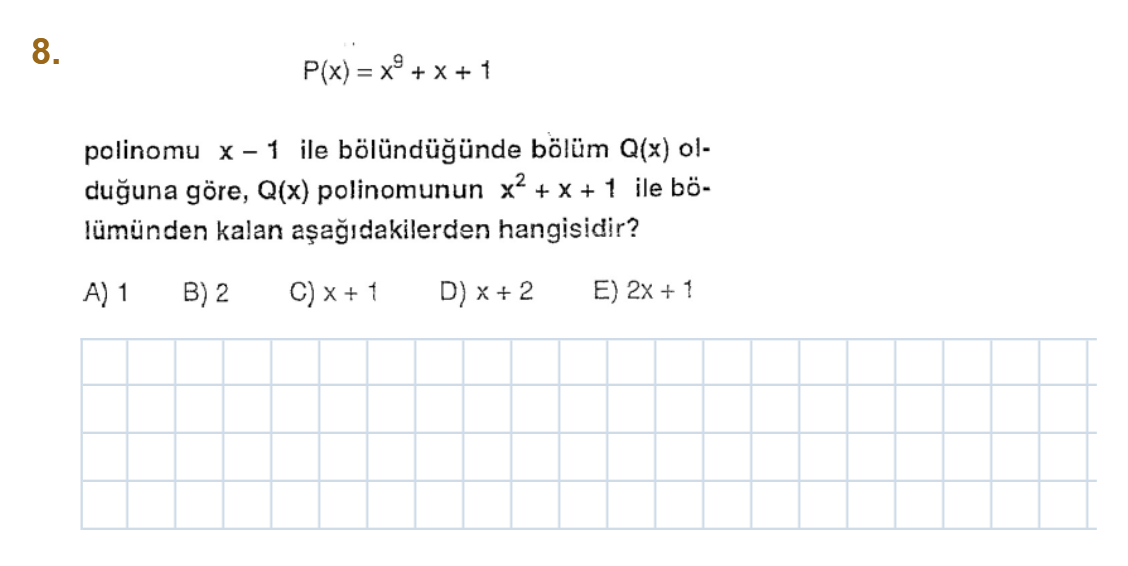 8.
P(x) = x⁹ + x + 1
polinomu x – 1 ile bölündüğünde bölüm Q(x) ol-
duğuna göre, Q(x) polinomunun x² + x + 1 ile bö-
lümünden kalan aşağıdakilerden hangisidir?
A) 1 B) 2 C) x + 1 D) x + 2 E) 2x + 1